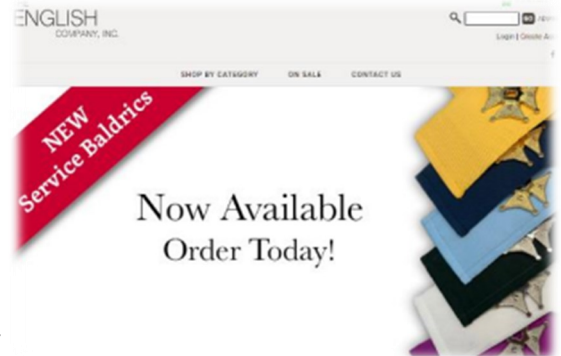 ENGLISH
COMPANY, INC.
GO
Login | Create
SHOP BY CATEGORY ON SALE CONTACT US
NEW
Service Baldrics
Now Available
Order Today!